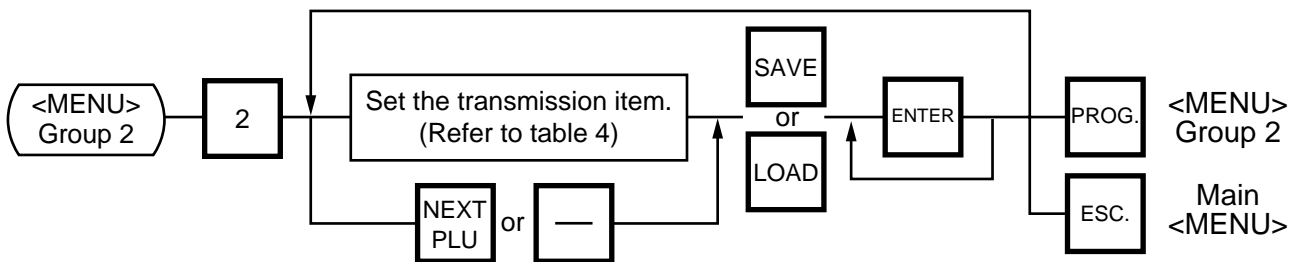 <MENU>
Group 2
2
Set the transmission item.
(Refer to table 4)
NEXT
PLU
or
—
SAVE
or
LOAD
ENTER
PROG.
<MENU>
Group 2
ESC.
Main
<MENU>